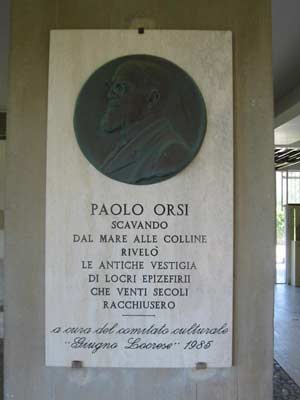 PAOLO ORSI
SCAVANDO
DAL MARE ALLE COLLINE
RIVELÒ
LE ANTICHE VESTIGIA
DI LOCRI EPIZEFIRII
CHE VENTI SECOLI
RACCHIUSERO
a cura del comitato culturale
"Giugno Locrese" 1985